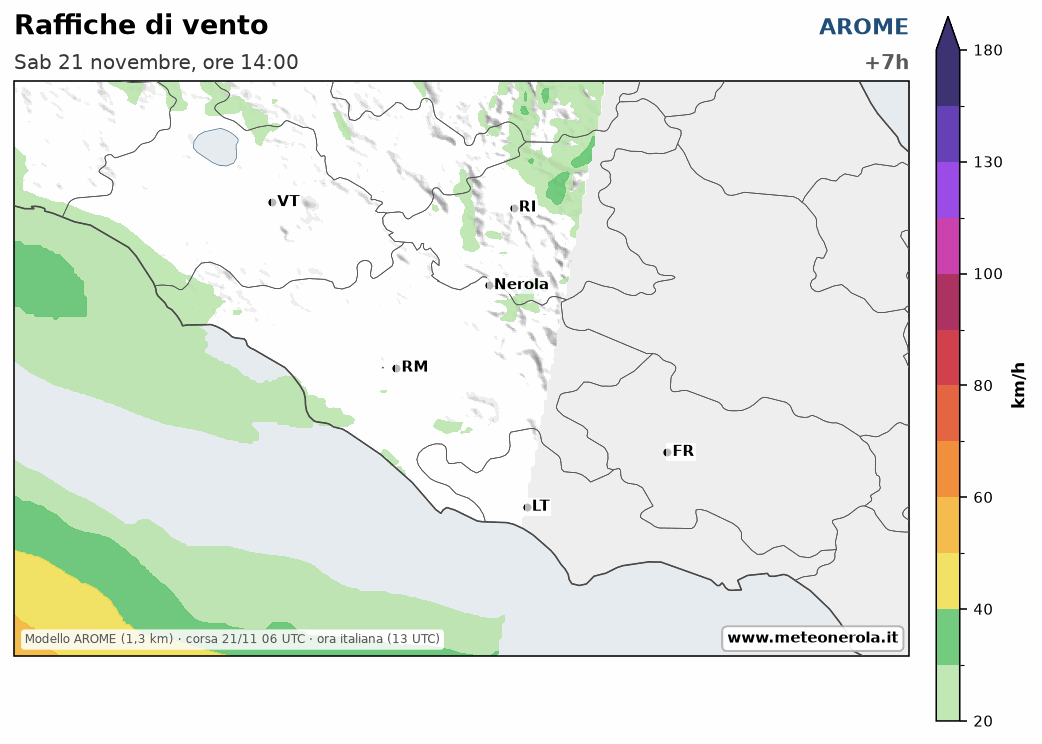 Raffiche di vento
AROME
Sab 21 novembre, ore 14:00
+7h
VT
RI
Nerola
RM
FR
LT
Modello AROME (1,3 km) · corsa 21/11 06 UTC · ora italiana (13 UTC)
www.meteonerola.it
180
130
100
80
60
40
20
km/h